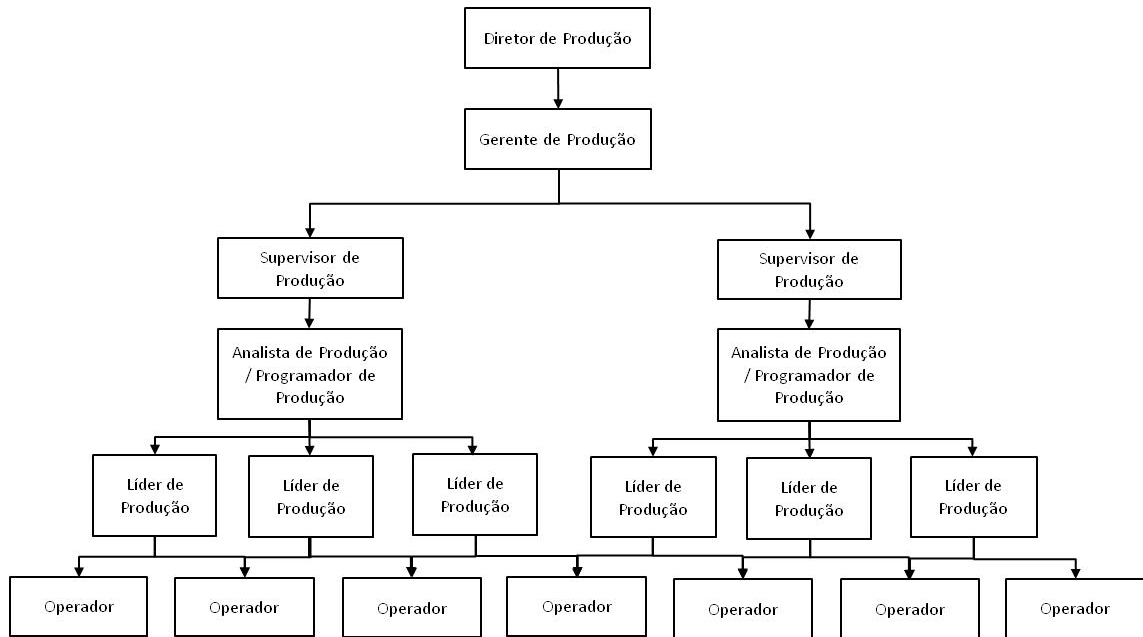 Diretor de Produção
Gerente de Produção
Supervisor de
Produção
Supervisor de
Produção
Analista de Produção
/ Programador de
Produção
Analista de Produção
/ Programador de
Produção
Líder de
Produção
Líder de
Produção
Líder de
Produção
Líder de
Produção
Líder de
Produção
Líder de
Produção
Operador
Operador
Operador
Operador
Operador
Operador
Operador